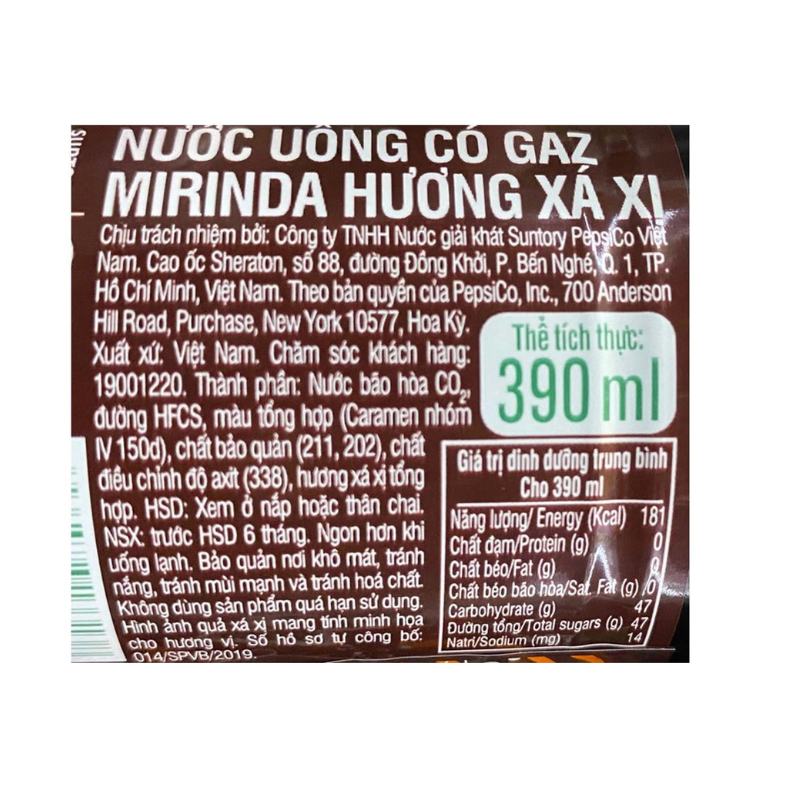 NƯỚC UỐNG CÓ GAZ
MIRINDA HƯƠNG XÁ XỊ
Chịu trách nhiệm bởi: Công ty TNHH Nước giải khát Suntory PepsiCo Việt
Nam. Cao ốc Sheraton, số 88, đường Đồng Khởi, P. Bến Nghé, Q. 1, TP.
Hồ Chí Minh, Việt Nam. Theo bản quyền của PepsiCo, Inc., 700 Anderson
Hill Road, Purchase, New York 10577, Hoa Kỳ.
Xuất xứ: Việt Nam. Chăm sóc khách hàng:
19001220. Thành phần: Nước bão hòa CO₂,
đường HFCS, màu tổng hợp (Caramen nhóm
IV 150d), chất bảo quản (211, 202), chất
điều chỉnh độ axit (338), hương xá xị tổng
hợp. HSD: Xem ở nắp hoặc thân chai.
NSX: trước HSD 6 tháng. Ngon hơn khi
uống lạnh. Bảo quản nơi khô mát, tránh
nắng, tránh mùi mạnh và tránh hoá chất.
Không dùng sản phẩm quá hạn sử dụng.
Hình ảnh quả xá xị mang tính minh họa
cho hương vị. Số hồ sơ tự công bố:
014/SPVB/2019.
Thể tích thực:
390 ml
Giá trị dinh dưỡng trung bình
Cho 390 ml
Năng lượng/ Energy (Kcal) 181
Chất đạm/Protein (g) 0
Chất béo/Fat (g) 0
Chất béo bão hòa/Sat. Fat (g) 0
Carbohydrate (g) 47
Đường tổng/Total sugars (g) 47
Natri/Sodium (mg) 14